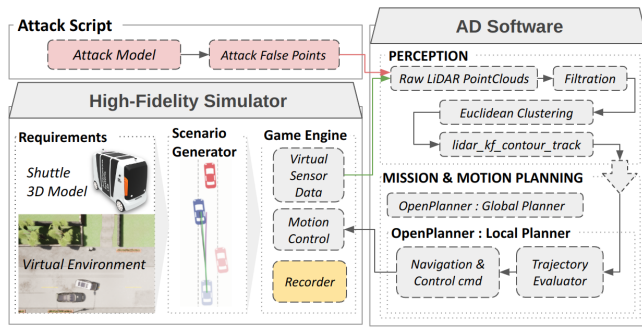 Attack Script
Attack Model
Attack False Points
High-Fidelity Simulator
Requirements
Shuttle
3D Model
Virtual Environment
Scenario
Generator
Game Engine
Virtual
Sensor
Data
Motion
Control
Recorder
AD Software
PERCEPTION
Raw LiDAR PointClouds
Filtration
Euclidean Clustering
lidar_kf_contour_track
MISSION & MOTION PLANNING
OpenPlanner : Global Planner
OpenPlanner : Local Planner
Navigation &
Control cmd
Trajectory
Evaluator